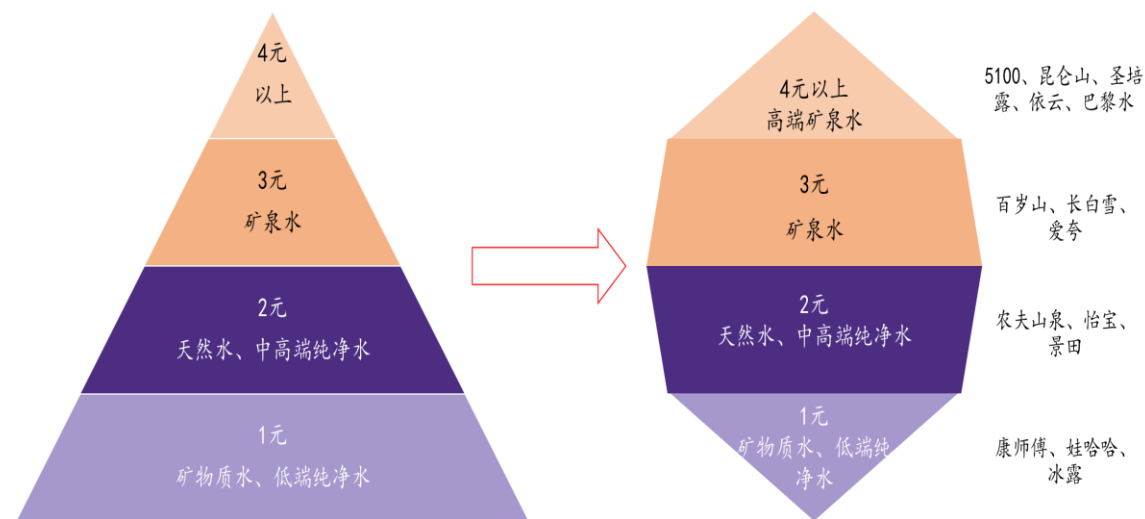 4元
以上
3元
矿泉水
2元
天然水、中高端纯净水
1元
矿物质水、低端纯净水
4元以上
高端矿泉水
3元
矿泉水
2元
天然水、中高端纯净水
1元
矿物质水、低端纯
净水
5100、昆仑山、圣培
露、依云、巴黎水
百岁山、长白雪、
爱夸
农夫山泉、怡宝、
景田
康师傅、娃哈哈、
冰露